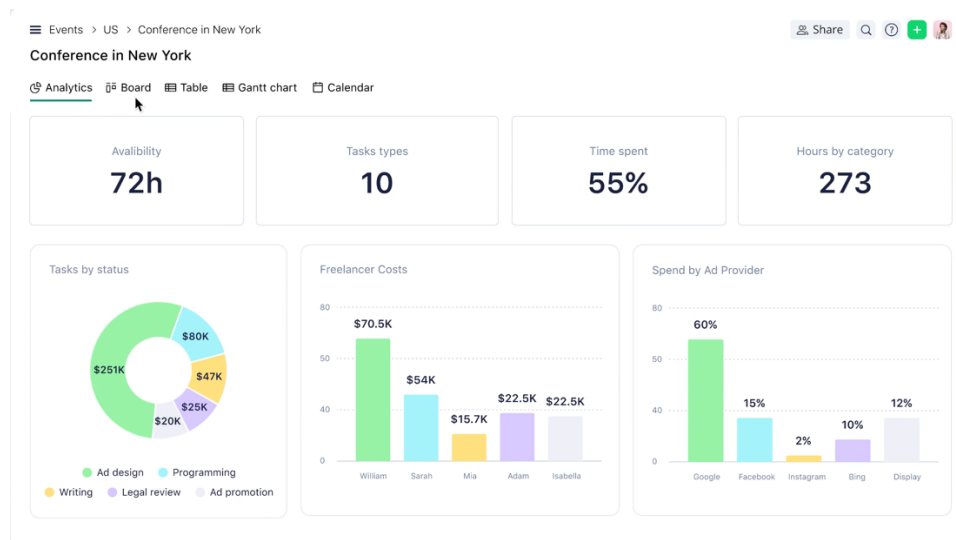 Events > US > Conference in New York
Share
Conference in New York
Analytics Board Table Gantt chart Calendar
Avalibility
72h
Tasks types
10
Time spent
55%
Hours by category
273
Tasks by status
$80K
$251K
$47K
$25K
$20K
Ad design Programming
Writing Legal review Ad promotion
Freelancer Costs
80
$70.5K
50
$54K
$22.5K $22.5K
40
$15.7K
0
William Sarah Mia Adam Isabella
Spend by Ad Provider
80
60%
50
15% 12%
40
10%
2%
0
Google Facebook Instagram Bing Display